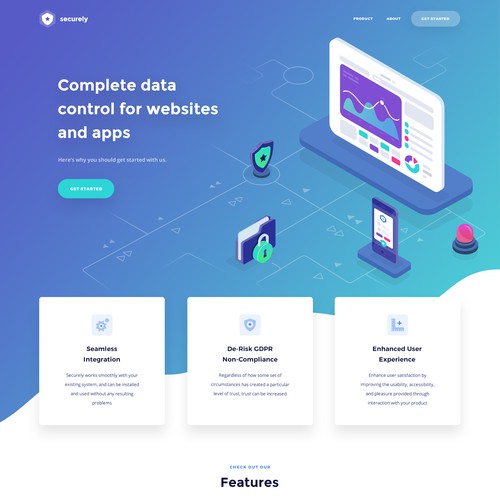 securely
PRODUCT
ABOUT
GET STARTED
Complete data
control for websites
and apps
Here's why you should get started with us.
GET STARTED
Seamless
Integration
Securely works smoothly with your
existing system, and can be installed
and used without any resulting
problems
De-Risk GDPR
Non-Compliance
Regardless of how some set of
circumstances has created a particular
level of trust, trust can be increased
Enhanced User
Experience
Enhance user satisfaction by
improving the usability, accessibility,
and pleasure provided through
interaction with your product
CHECK OUT OUR
Features